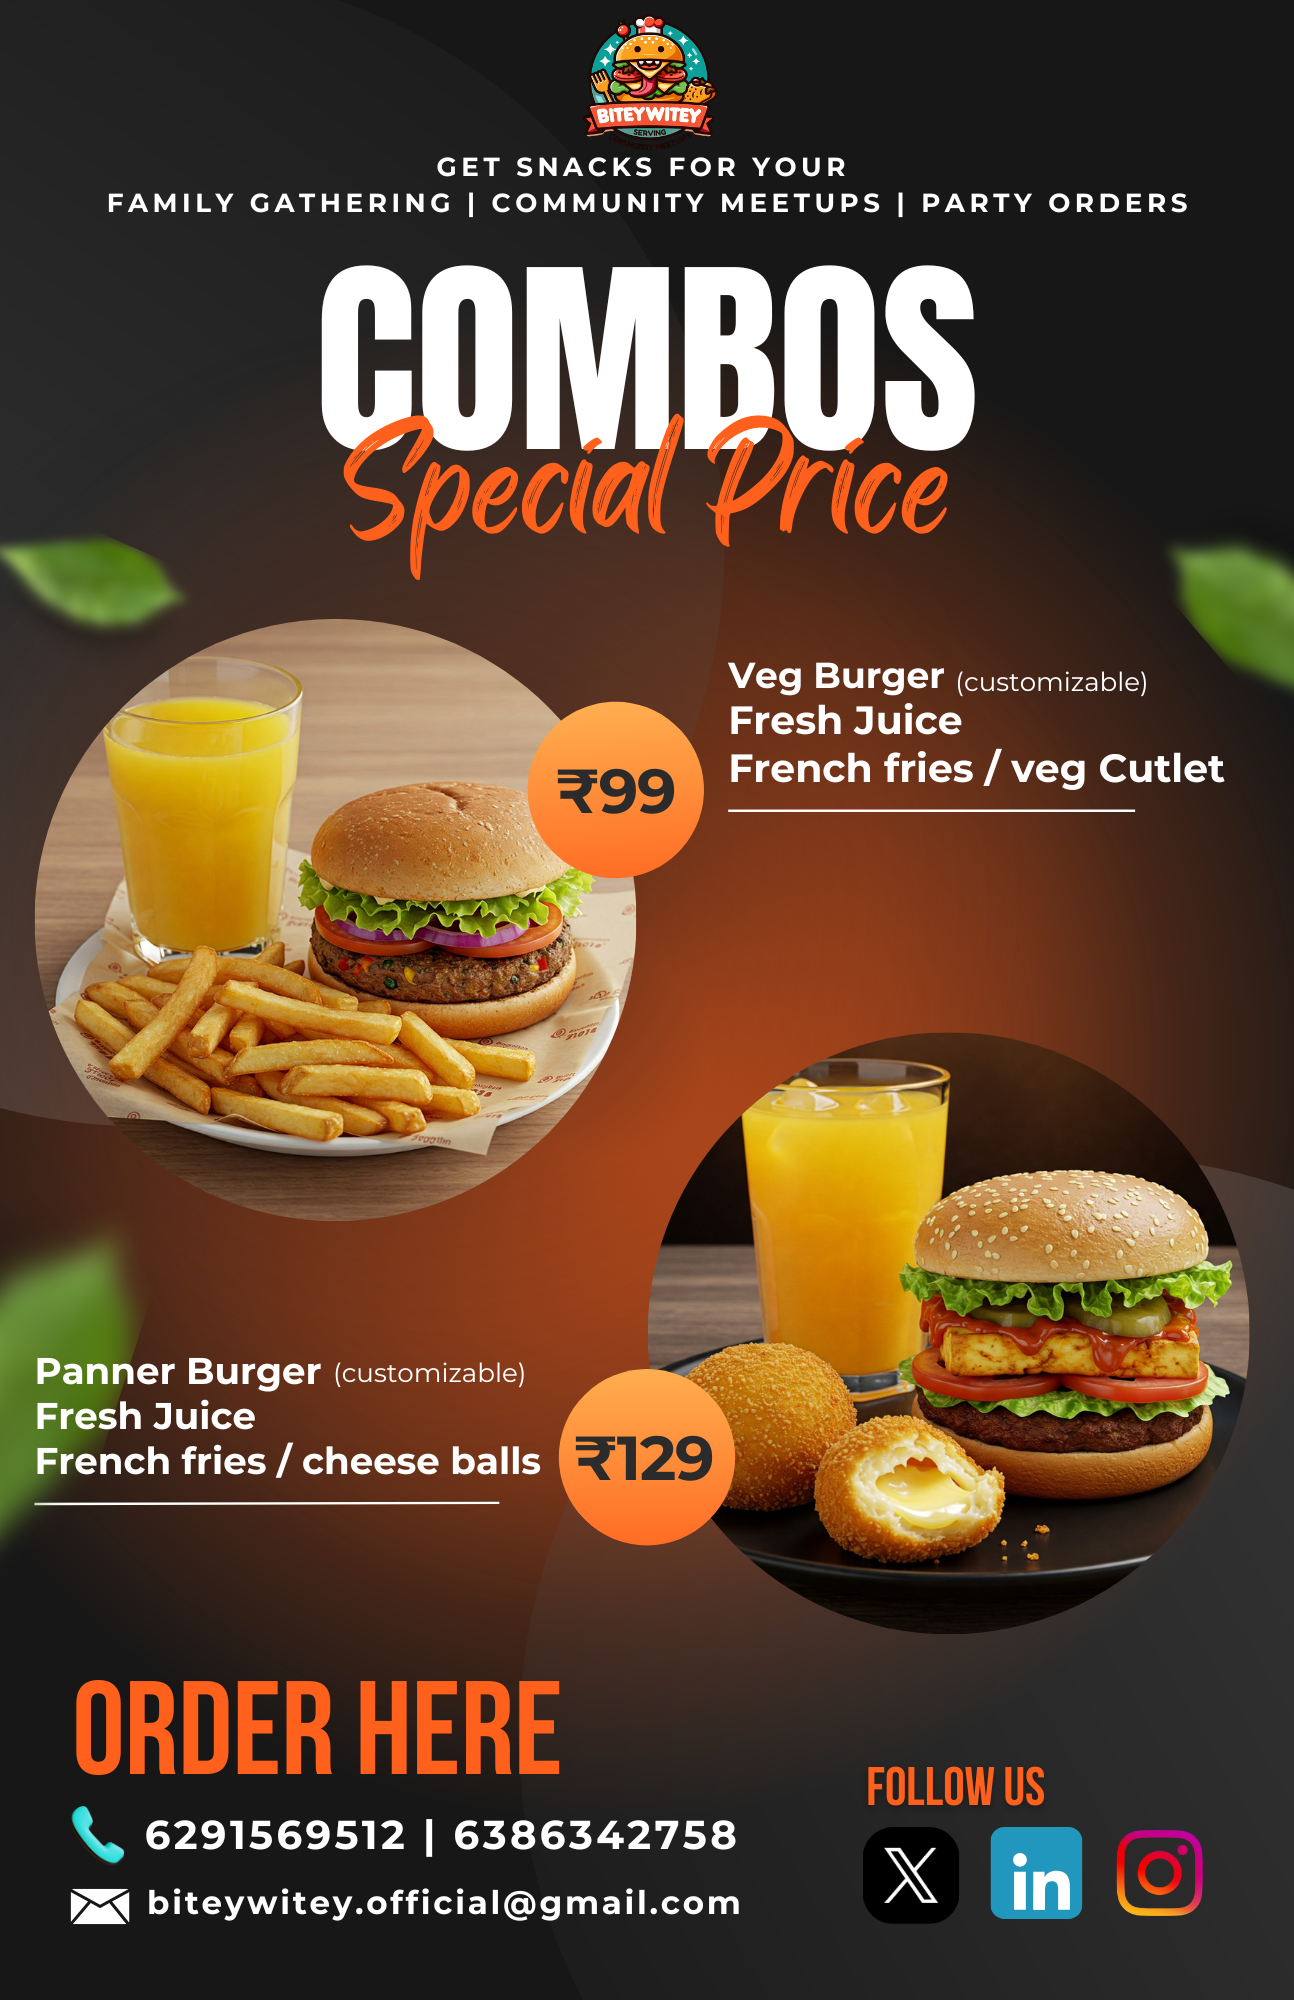 BITEYWITEY
SERVING
GET SNACKS FOR YOUR
FAMILY GATHERING | COMMUNITY MEETUPS | PARTY ORDERS
COMBOS
Special Price
Veg Burger (customizable)
Fresh Juice
French fries / veg Cutlet
₹99
Panner Burger (customizable)
Fresh Juice
French fries / cheese balls
₹129
ORDER HERE
6291569512 | 6386342758
biteywitey.official@gmail.com
FOLLOW US
X
in